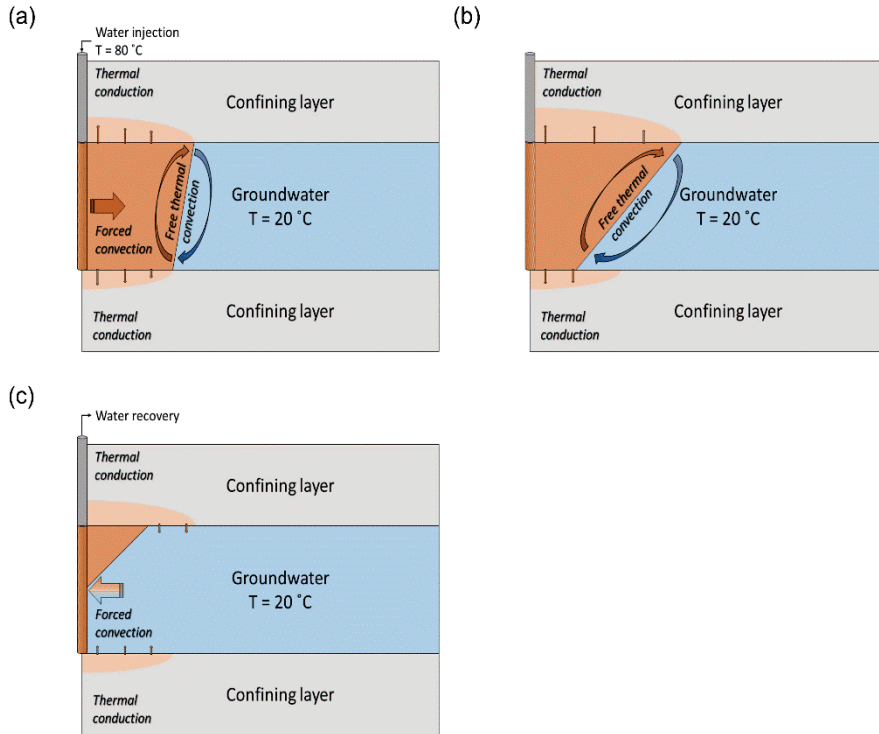 (a)
Water injection
T = 80 ˚C
Thermal
conduction
Confining layer
Forced convection
Free thermal
convection
Groundwater
T = 20 ˚C
Thermal
conduction
Confining layer
(b)
Thermal
conduction
Confining layer
Free thermal
convection
Groundwater
T = 20 ˚C
Thermal
conduction
Confining layer
(c)
Water recovery
Thermal
conduction
Confining layer
Groundwater
T = 20 ˚C
Forced
convection
Thermal
conduction
Confining layer